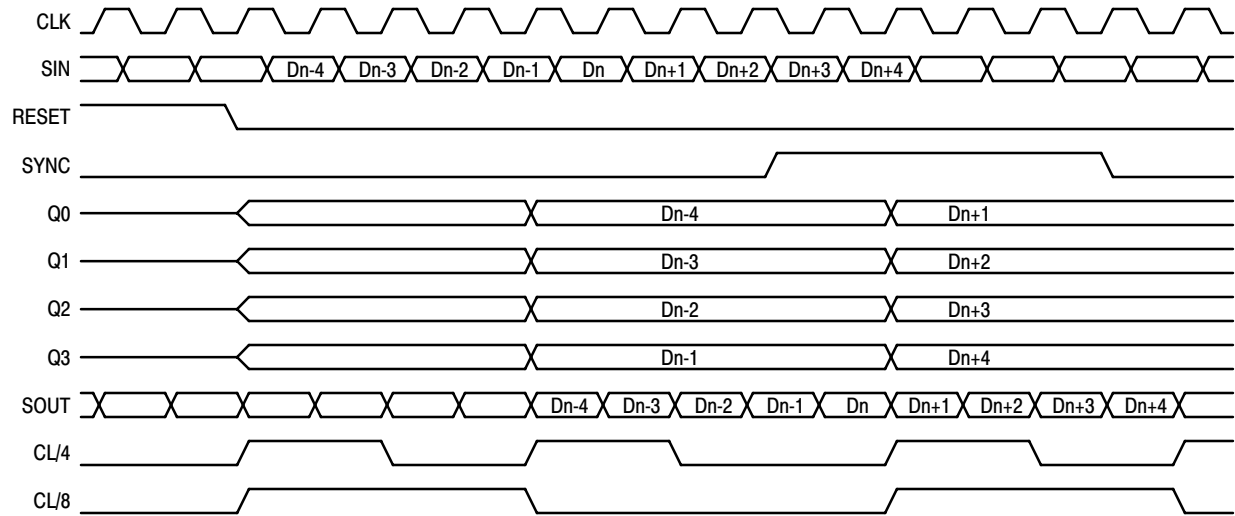 CLK
SIN Dn-4 Dn-3 Dn-2 Dn-1 Dn Dn+1 Dn+2 Dn+3 Dn+4
RESET
SYNC
Q0 Dn-4 Dn+1
Q1 Dn-3 Dn+2
Q2 Dn-2 Dn+3
Q3 Dn-1 Dn+4
SOUT Dn-4 Dn-3 Dn-2 Dn-1 Dn Dn+1 Dn+2 Dn+3 Dn+4
CL/4
CL/8